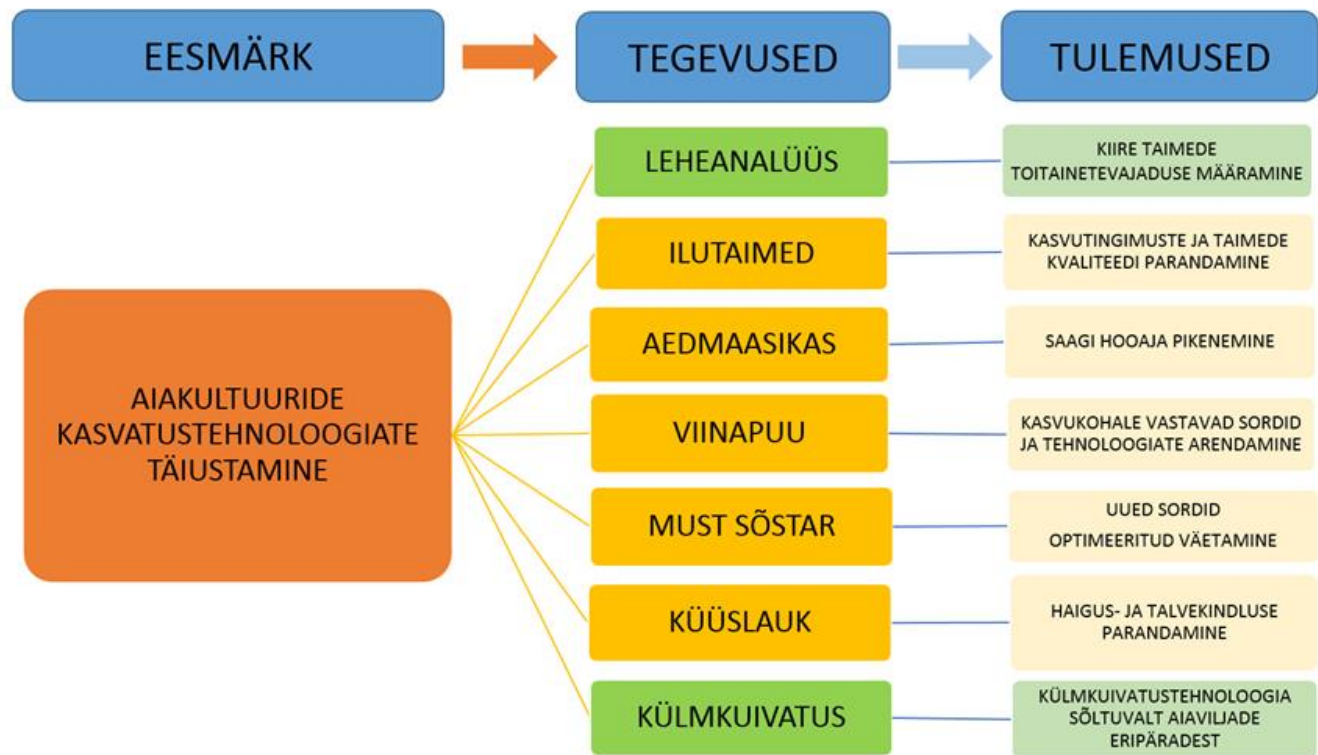 EESMÄRK
TEGEVUSED
TULEMUSED
AIAKULTUURIDE
KASVATUSTEHNOLOOGIATE
TÄIUSTAMINE
LEHEANALÜÜS
KIIRE TAIMEDE
TOITAINETEVAJADUSE MÄÄRAMINE
ILUTAIMED
KASVUTINGIMUSTE JA TAIMEDE
KVALITEEDI PARANDAMINE
AEDMAASIKAS
SAAGI HOOAJA PIKENEMINE
VIINAPUU
KASVUKOHALE VASTAVAD SORDID
JA TEHNOLOOGIATE ARENDAMINE
MUST SÕSTAR
UUED SORDID
OPTIMEERITUD VÄETAMINE
KÜÜSLAUK
HAIGUS- JA TALVEKINDLUSE
PARANDAMINE
KÜLMKUIVATUS
KÜLMKUIVATUSTEHNOLOOGIA
SÕLTUVALT AIAVILJADE
ERIPÄRADEST